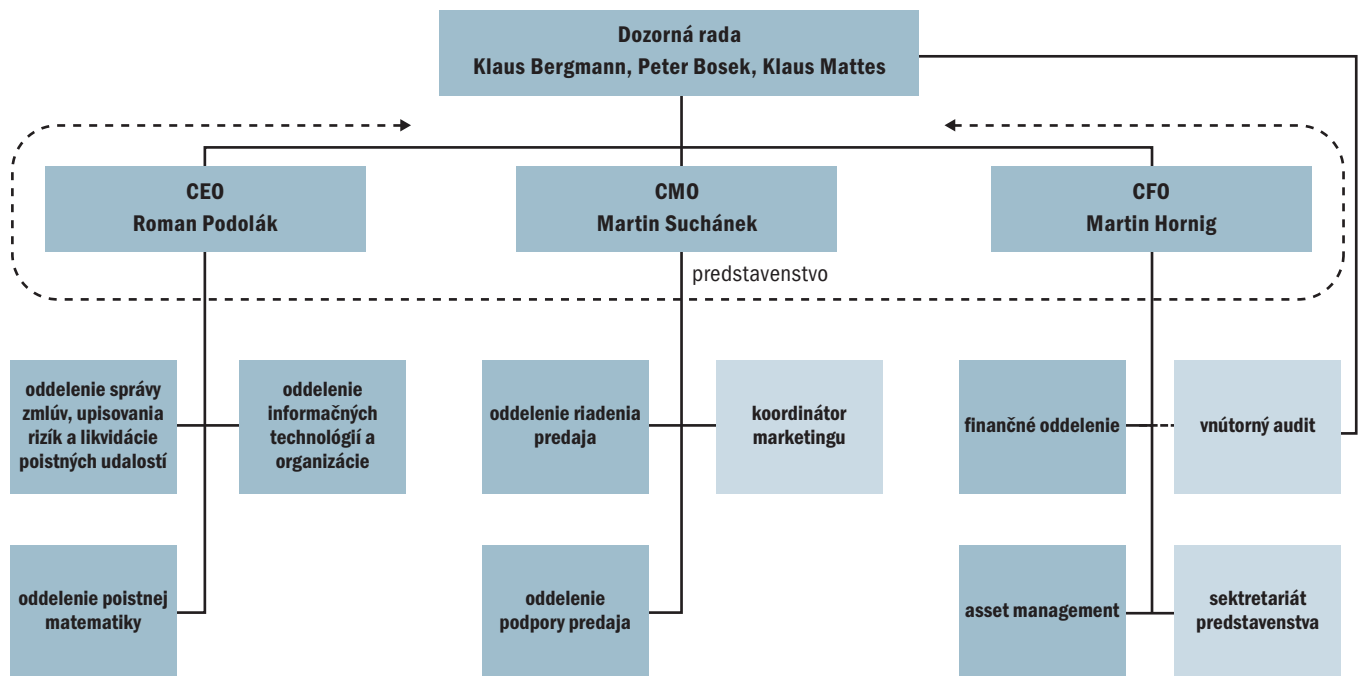 Dozorná rada
Klaus Bergmann, Peter Bosek, Klaus Mattes
CEO
Roman Podolák
CMO
Martin Suchánek
CFO
Martin Hornig
predstavenstvo
oddelenie správy
zmlúv, upisovania
rizík a likvidácie
poistných udalostí
oddelenie
informačných
technológií a
organizácie
oddelenie riadenia
predaja
koordinátor
marketingu
finančné oddelenie
vnútorný audit
oddelenie poistnej
matematiky
oddelenie
podpory predaja
asset management
sektretariát
predstavenstva